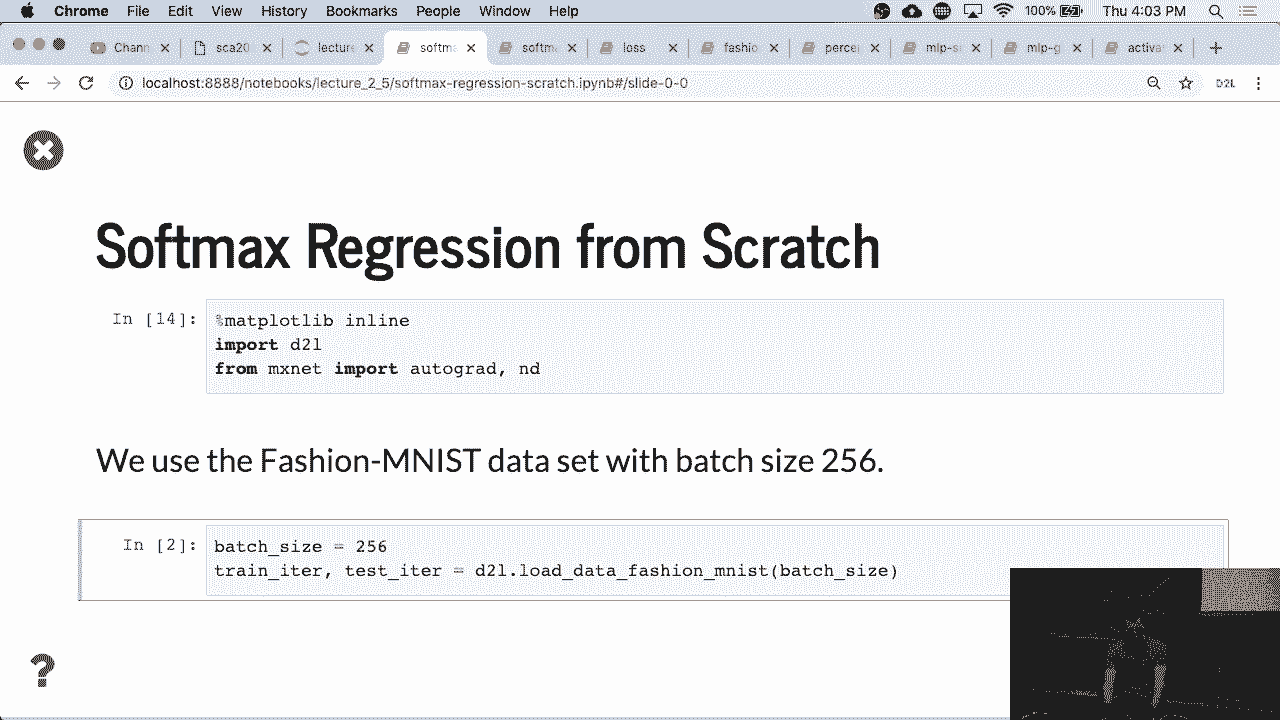 Chrome File Edit View History Bookmarks People Window Help 100% Thu 4:03 PM
Chann sca20 lecture softma softma loss fashio percep mlp-s mlp-g activa
localhost:8888/notebooks/lecture_2_5/softmax-regression-scratch.ipynb#/slide-0-0 D2L
Softmax Regression from Scratch
In [14]: %matplotlib inline
import d2l
from mxnet import autograd, nd
We use the Fashion-MNIST data set with batch size 256.
In [2]: batch_size = 256
train_iter, test_iter = d2l.load_data_fashion_mnist(batch_size)
?